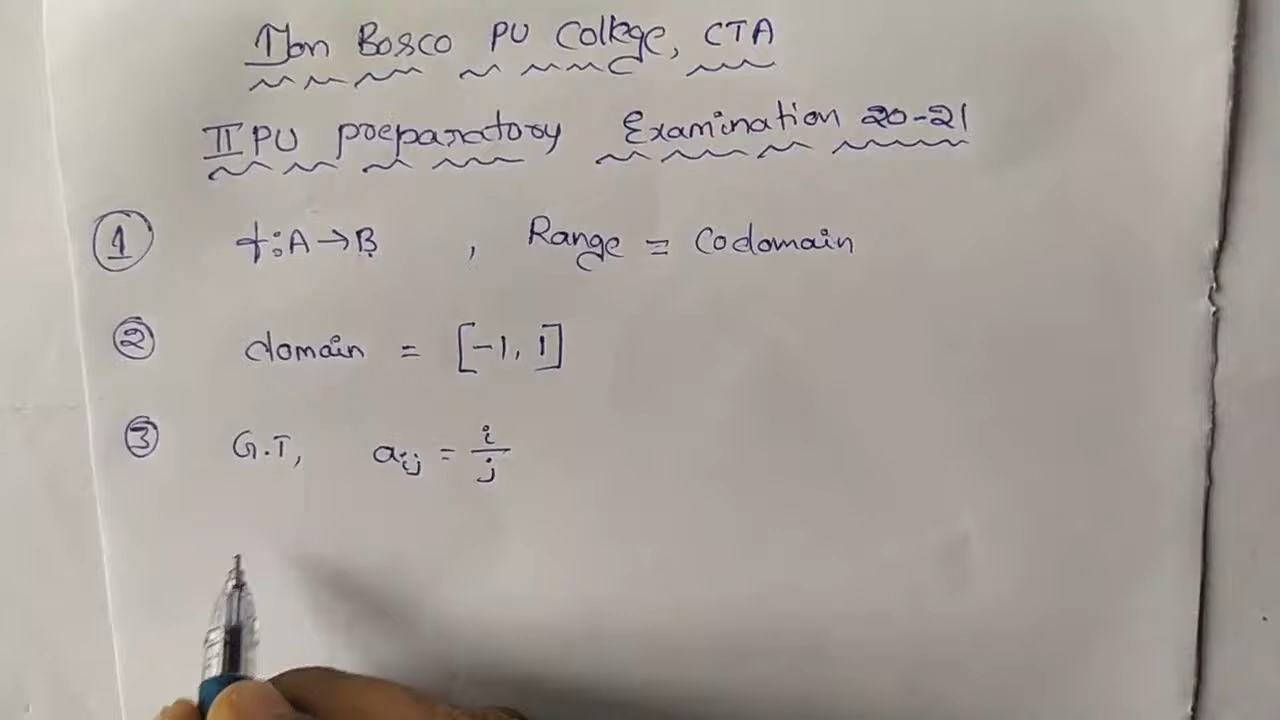 Don Bosco PU College, CTA
II PU preparatory Examination 20-21
1 f:A→B , Range = Codomain
2 domain = [-1, 1]
3 G.T, aij = i/j